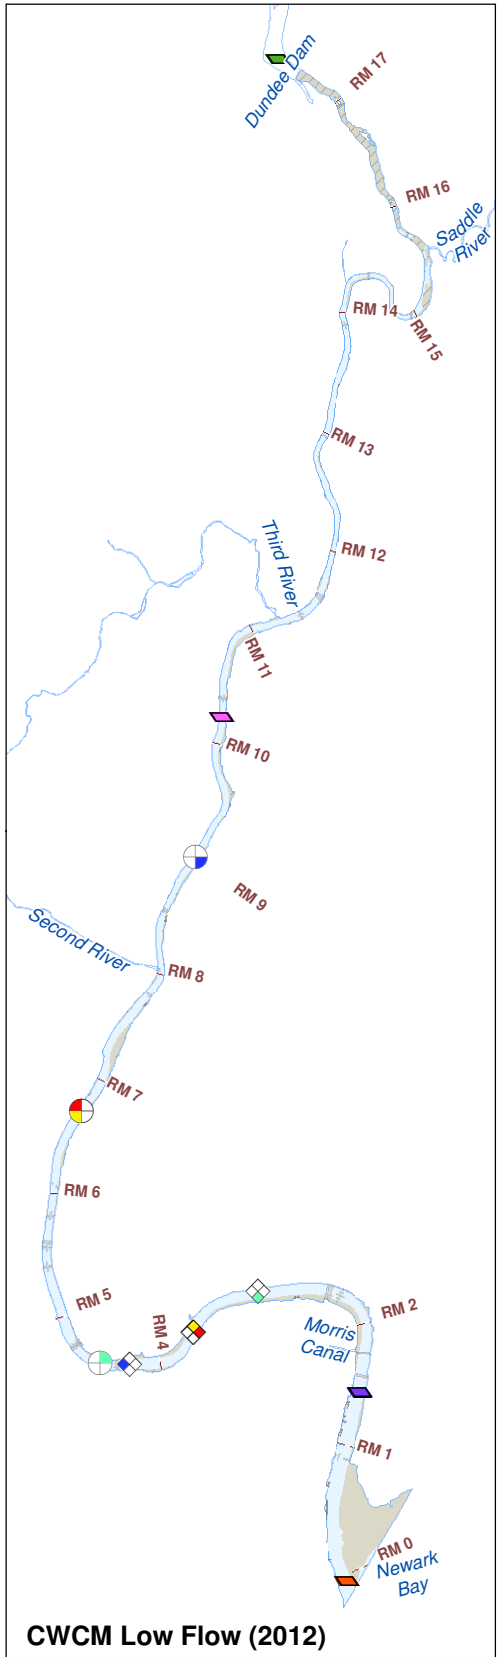 Dundee Dam
RM 17
RM 16
Saddle
River
RM 14
RM 15
RM 13
RM 12
Third River
RM 11
RM 10
RM 9
Second River
RM 8
RM 7
RM 6
RM 5
RM 4
RM 2
Morris
Canal
RM 1
RM 0
Newark
Bay
CWCM Low Flow (2012)